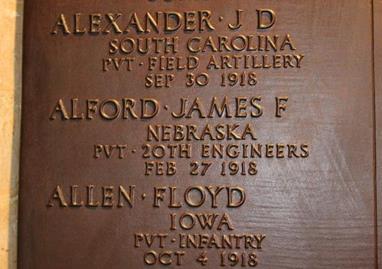 ALEXANDER · J D
SOUTH CAROLINA
PVT · FIELD ARTILLERY
SEP 30 1918
ALFORD · JAMES F
NEBRASKA
PVT · 20TH ENGINEERS
FEB 27 1918
ALLEN · FLOYD
IOWA
PVT · INFANTRY
OCT 4 1918